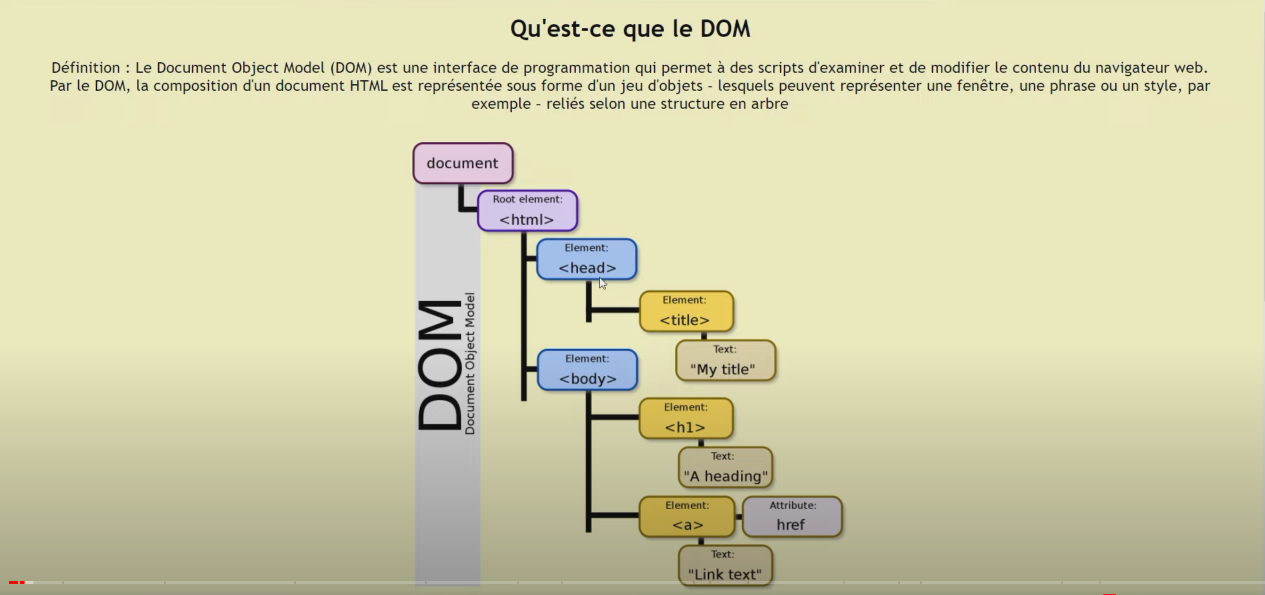 Qu'est-ce que le DOM
Définition : Le Document Object Model (DOM) est une interface de programmation qui permet à des scripts d'examiner et de modifier le contenu du navigateur web.
Par le DOM, la composition d'un document HTML est représentée sous forme d'un jeu d'objets - lesquels peuvent représenter une fenêtre, une phrase ou un style, par
exemple - reliés selon une structure en arbre
document
Root element:
<html>
Element:
<head>
Element:
<title>
Text:
"My title"
Element:
<body>
Element:
<h1>
Text:
"A heading"
Element:
<a>
Attribute:
href
Text:
"Link text"
DOM
Document Object Model